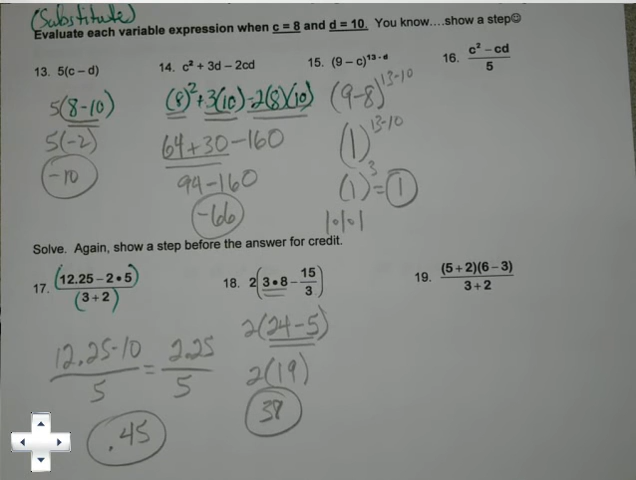 (Substitute)
Evaluate each variable expression when c = 8 and d = 10. You know....show a step☺
13. 5(c – d)
5(8-10)
5(-2)
-10
14. c² + 3d – 2cd
(8)²+3(10)-2(8)(10)
64+30-160
94-160
-66
15. (9 – c)¹³ ᐧ ᵈ
(9-8)¹³⁻¹⁰
(1)¹³⁻¹⁰
(1)³=1
1•1•1
16. c² – cd
5
Solve. Again, show a step before the answer for credit.
17. (12.25 – 2 • 5)
(3 + 2)
12.25-10 = 2.25
5 5
.45
18. 2(3 • 8 – 15/3)
2(24-5)
2(19)
38
19. (5 + 2)(6 – 3)
3 + 2